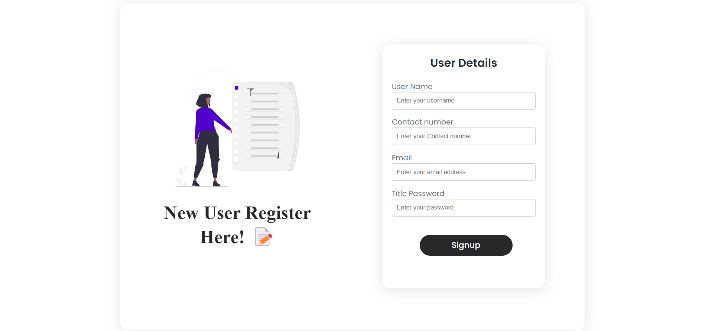 New User Register
Here! 📝
User Details
User Name
Enter your username
Contact number
Enter your Contact number
Email
Enter your email address
Title Password
Enter your password
Signup